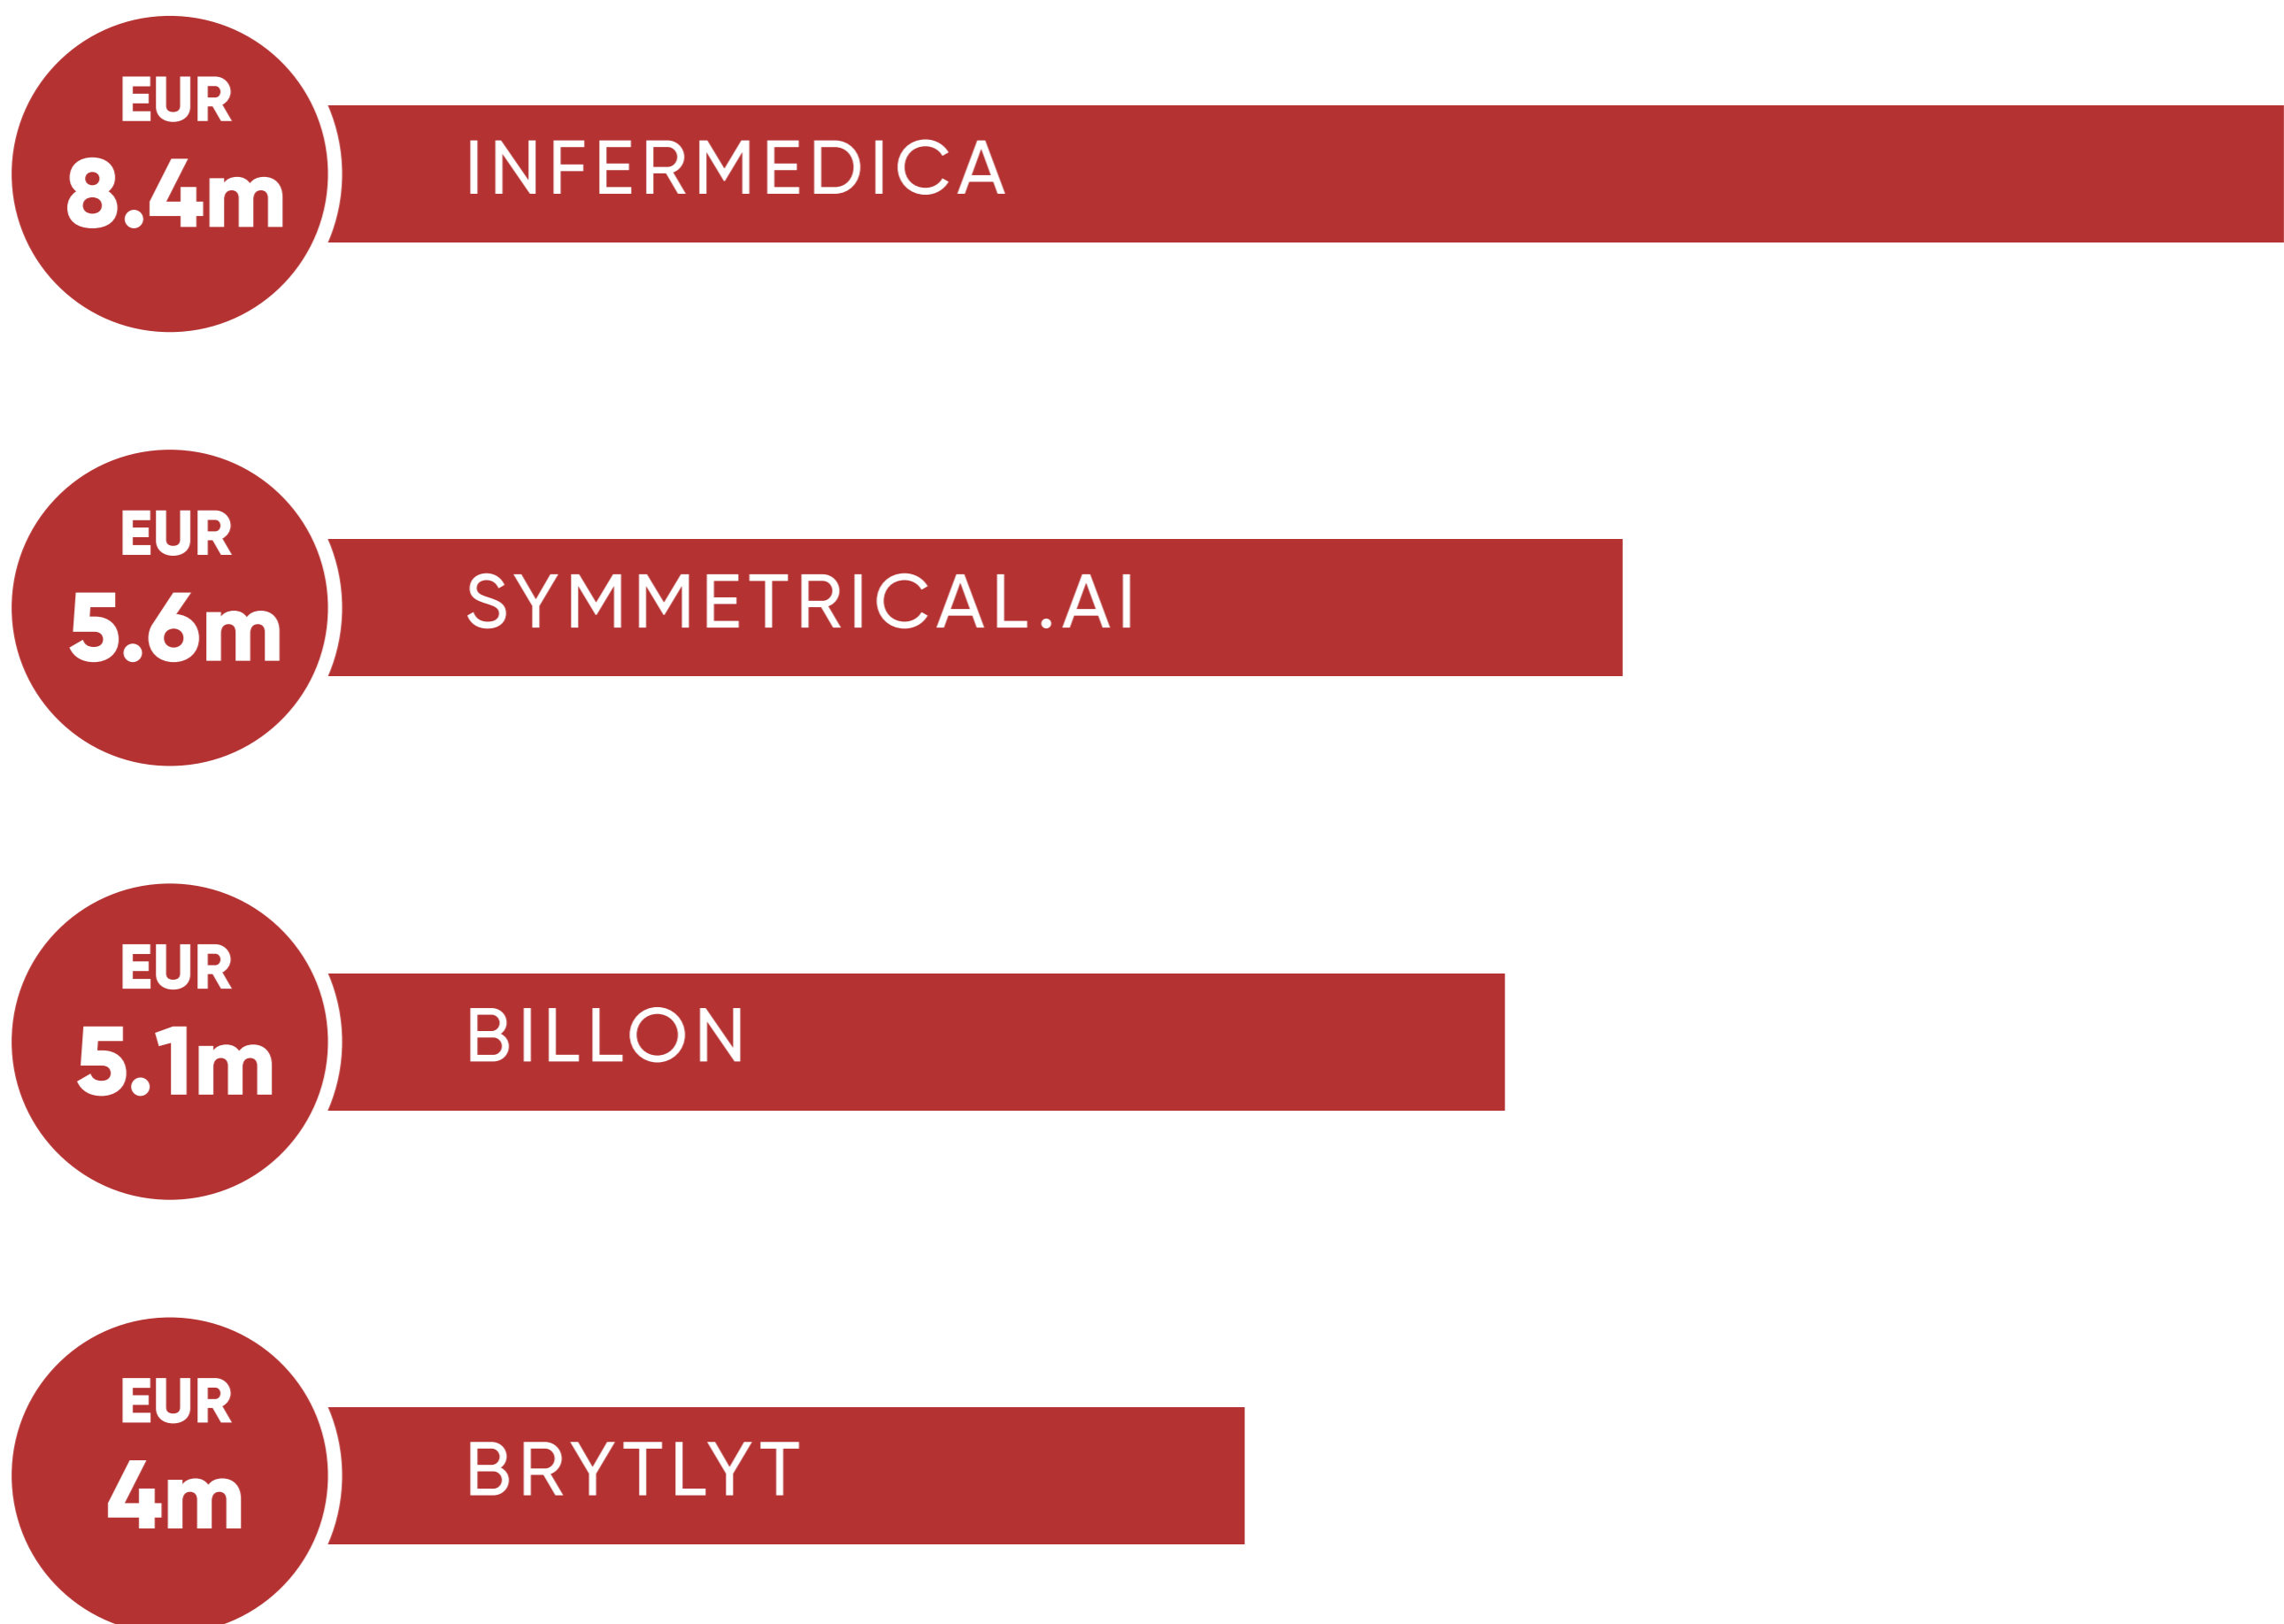 EUR
8.4m
INFERMEDICA
EUR
5.6m
SYMMETRICAL.AI
EUR
5.1m
BILLON
EUR
4m
BRYTLYT